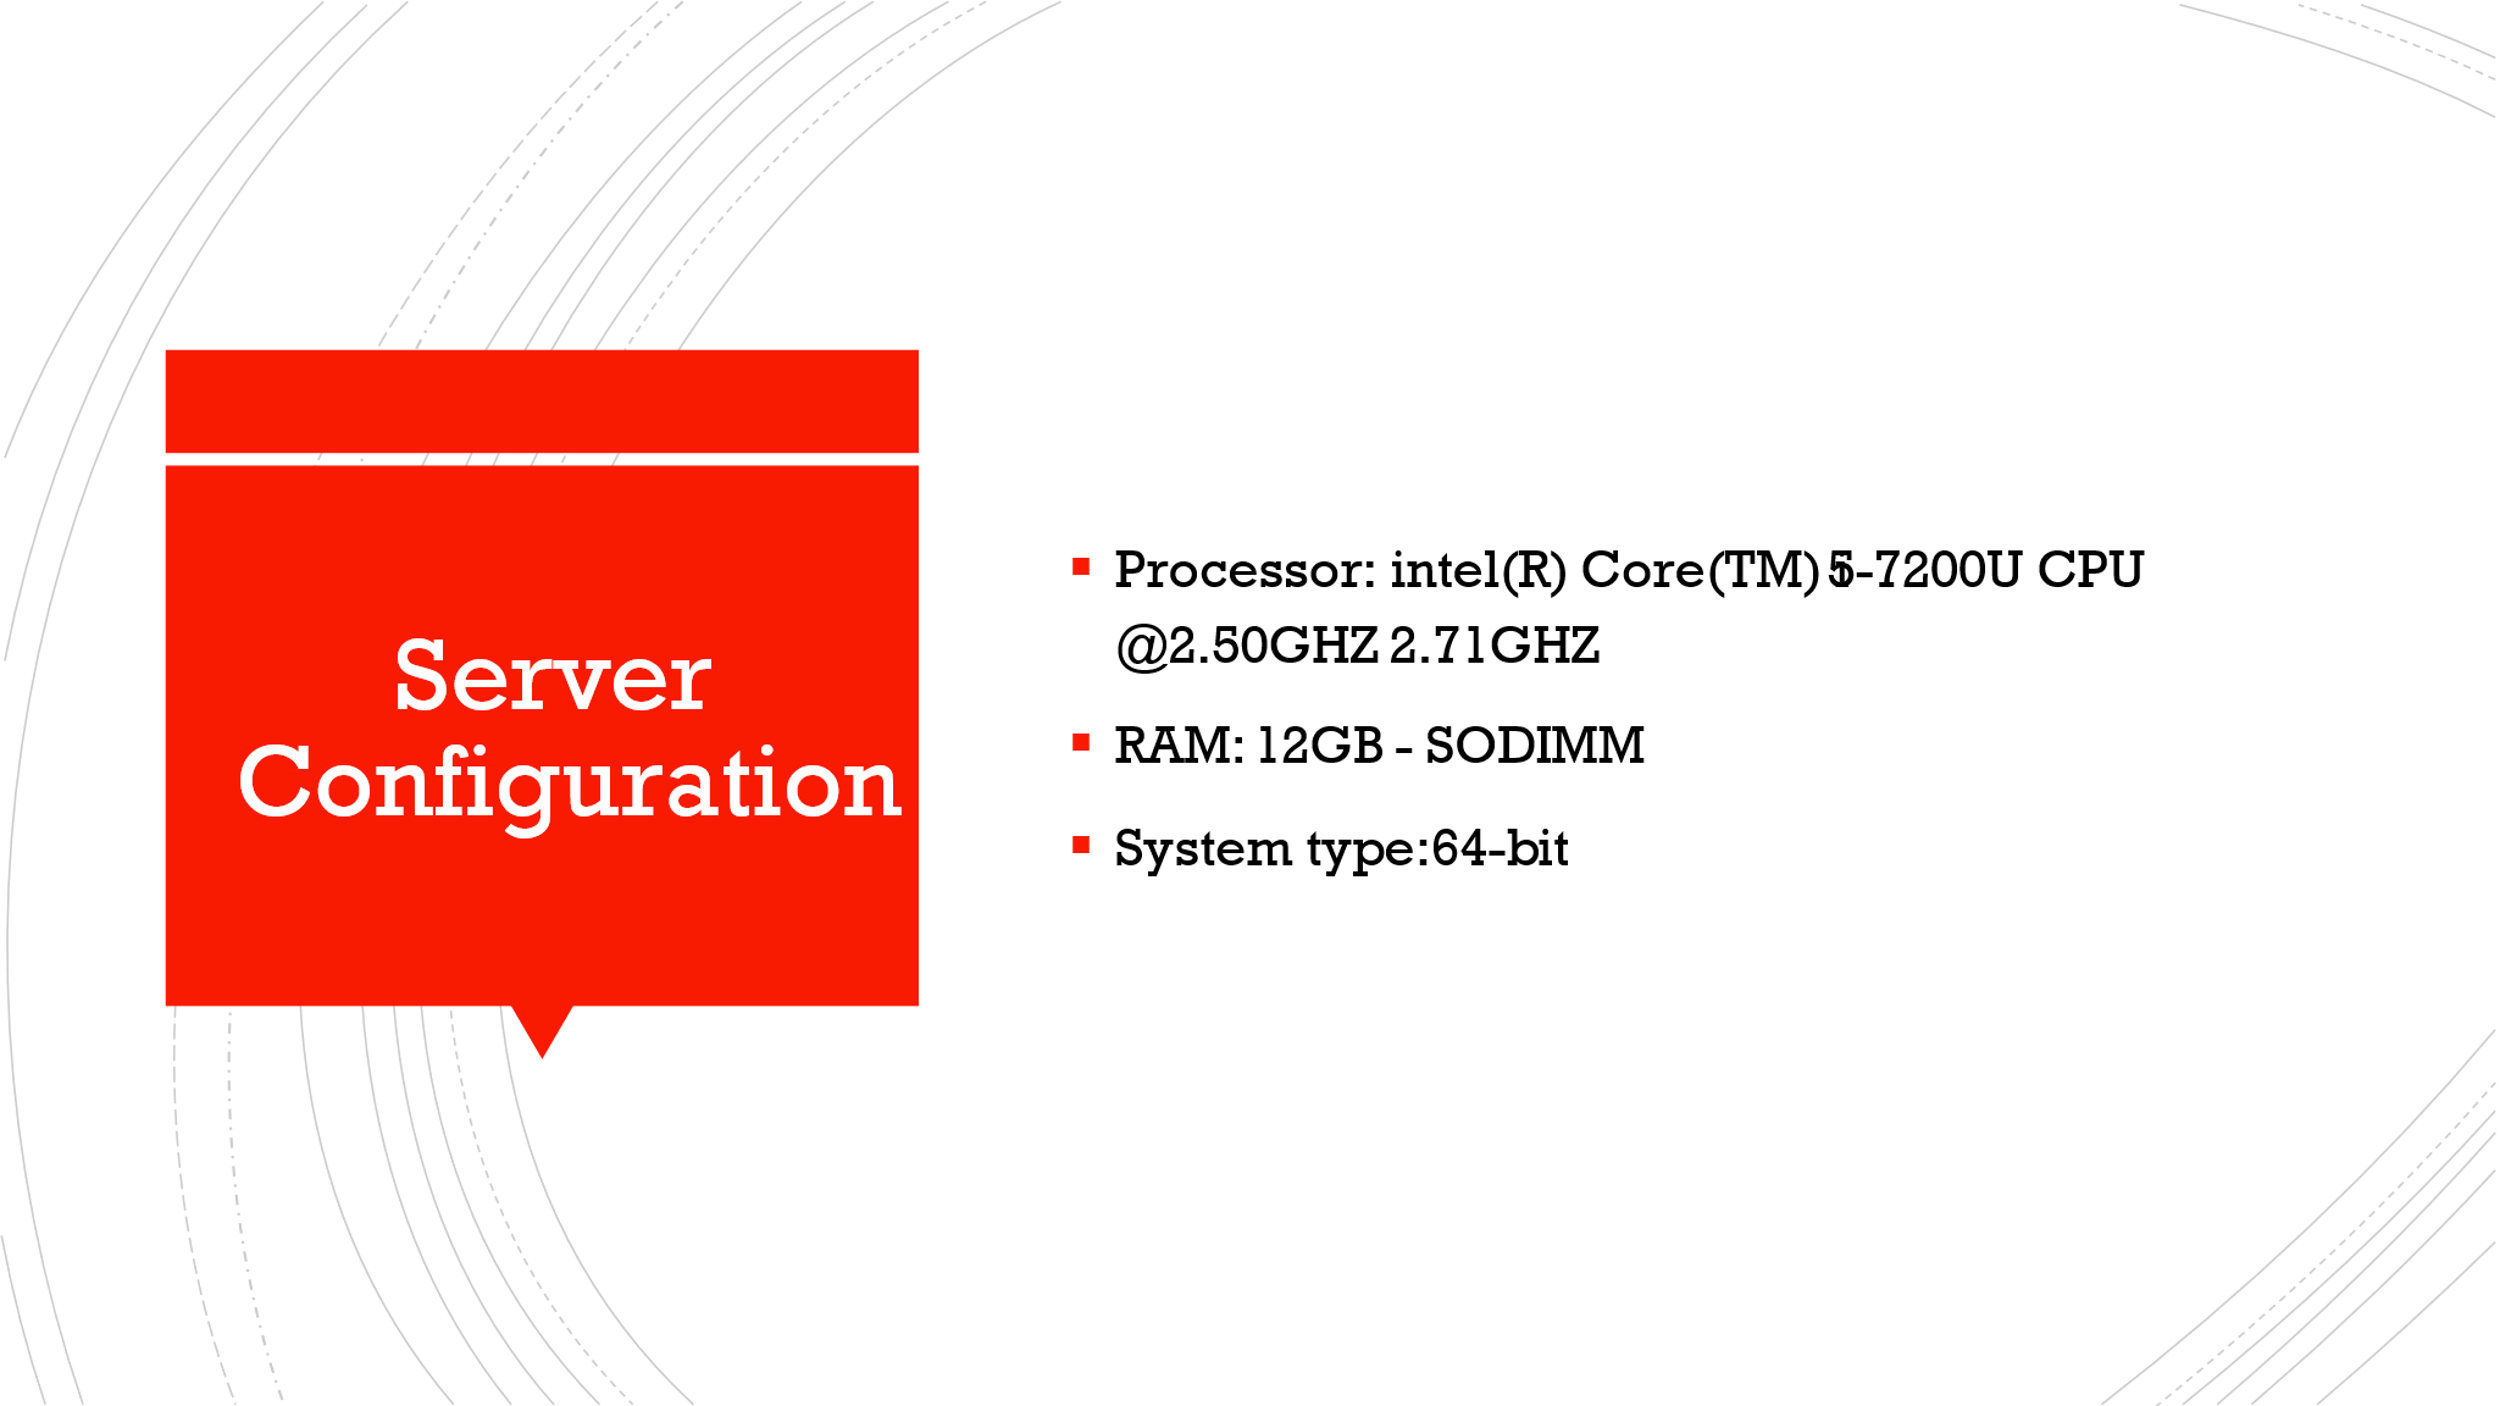 Server
Configuration
Processor: intel(R) Core(TM) i5-7200U CPU
@2.50GHZ 2.71GHZ
RAM: 12GB - SODIMM
System type:64-bit